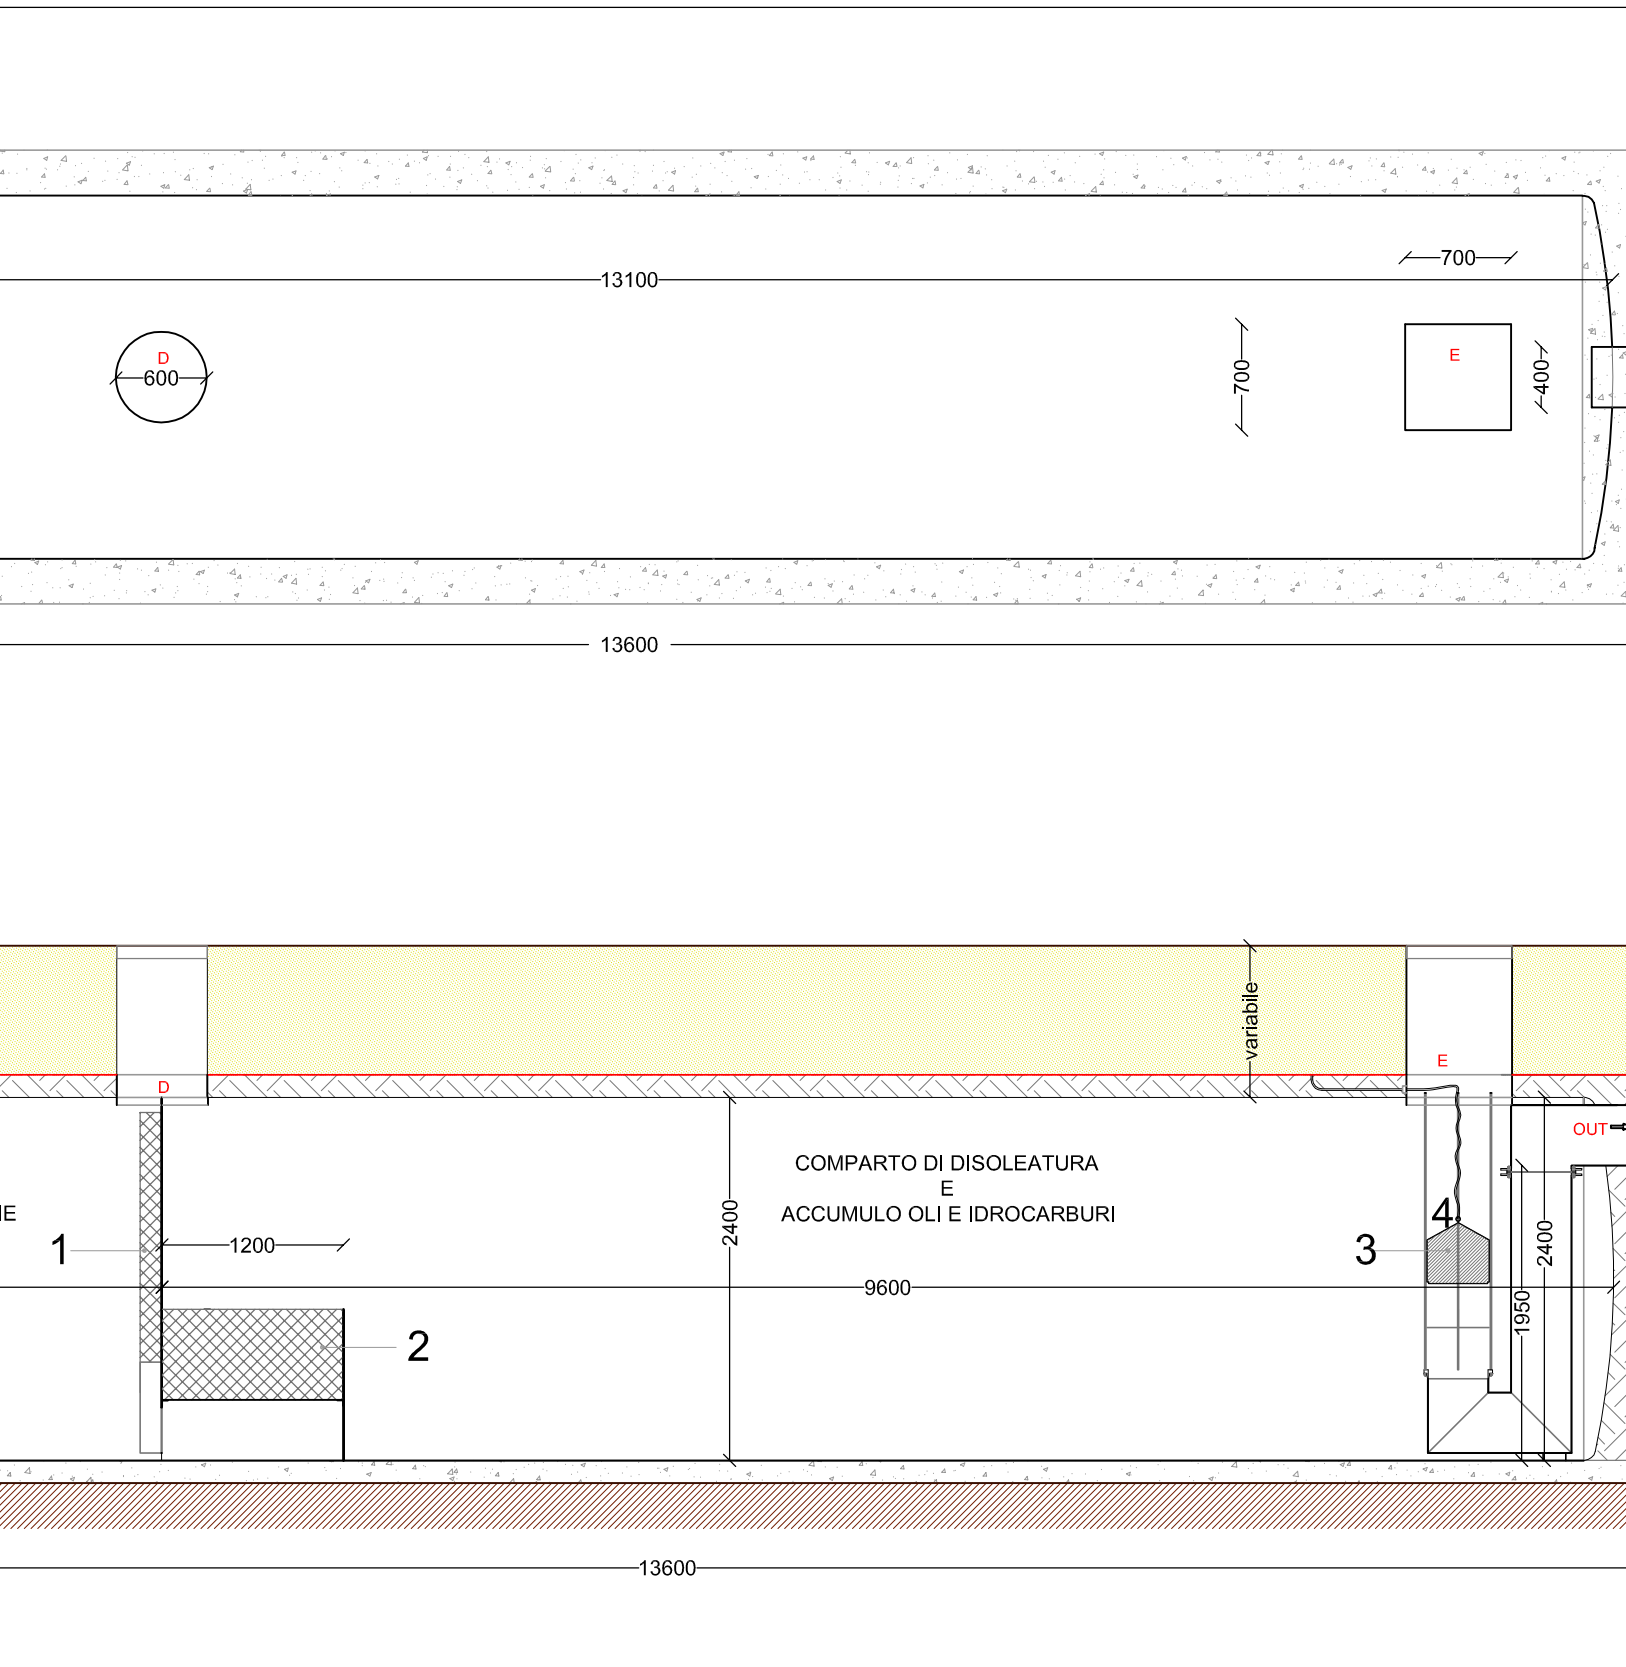 700
13100
D
600
E
700
400
13600
variabile
E
D
OUT
COMPARTO DI DISOLEATURA
E
ACCUMULO OLI E IDROCARBURI
IE
1
1200
2400
4
3
2400
9600
1950
2
13600